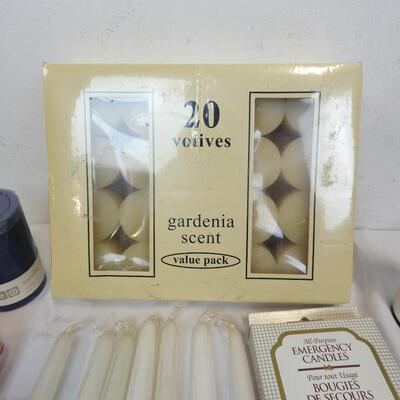 20
votives
gardenia
scent
value pack
All-Purpose
EMERGENCY
CANDLES
Pour tout Usage
BOUGIES
DE SECOURS